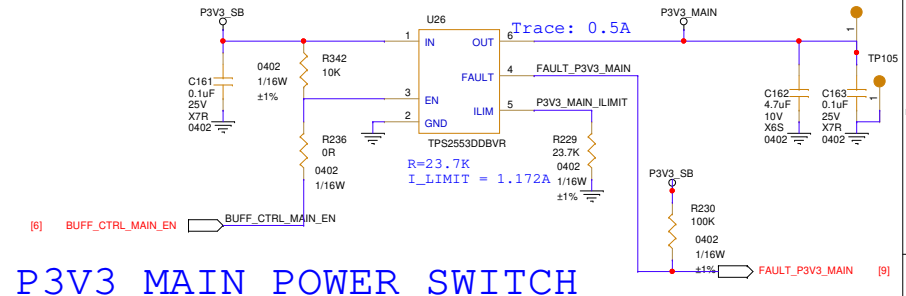 P3V3_SB
U26
Trace: 0.5A
P3V3_MAIN
1
IN
OUT
6
1
TP105
R342
10K
0402
1/16W
±1%
C161
0.1uF
25V
X7R
0402
FAULT
4
FAULT_P3V3_MAIN
3
EN
ILIM
5
P3V3_MAIN_ILIMIT
2
GND
TPS2553DDBVR
C162
4.7uF
10V
X6S
0402
C163
0.1uF
25V
X7R
0402
1
R236
0R
0402
1/16W
R229
23.7K
0402
1/16W
±1%
R=23.7K
I_LIMIT = 1.172A
P3V3_SB
R230
100K
0402
1/16W
±1%
[6]
BUFF_CTRL_MAIN_EN
BUFF_CTRL_MAIN_EN
FAULT_P3V3_MAIN
[9]
P3V3 MAIN POWER SWITCH